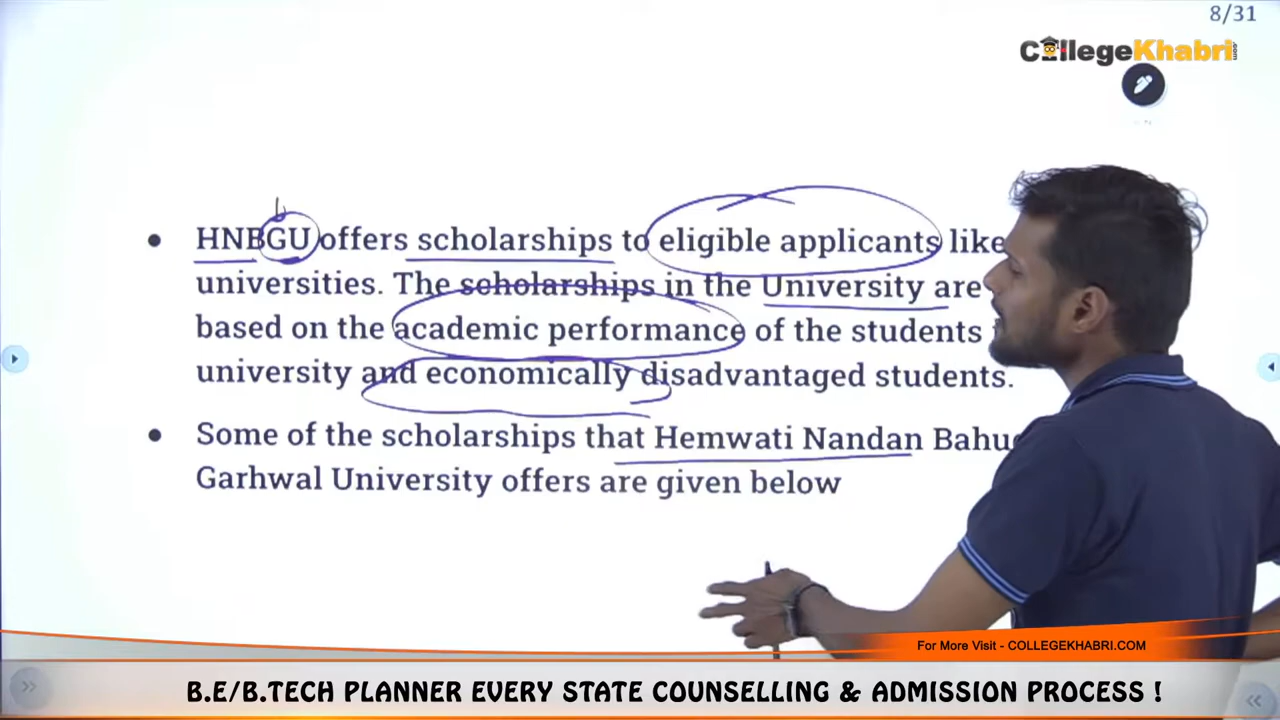 8/31
CollegeKhabri.com
HNBGU offers scholarships to eligible applicants like
universities. The scholarships in the University are
based on the academic performance of the students
university and economically disadvantaged students.
Some of the scholarships that Hemwati Nandan
Garhwal University offers are given below
For More Visit - COLLEGEKHABRI.COM
B.E/B.TECH PLANNER EVERY STATE COUNSELLING & ADMISSION PROCESS !